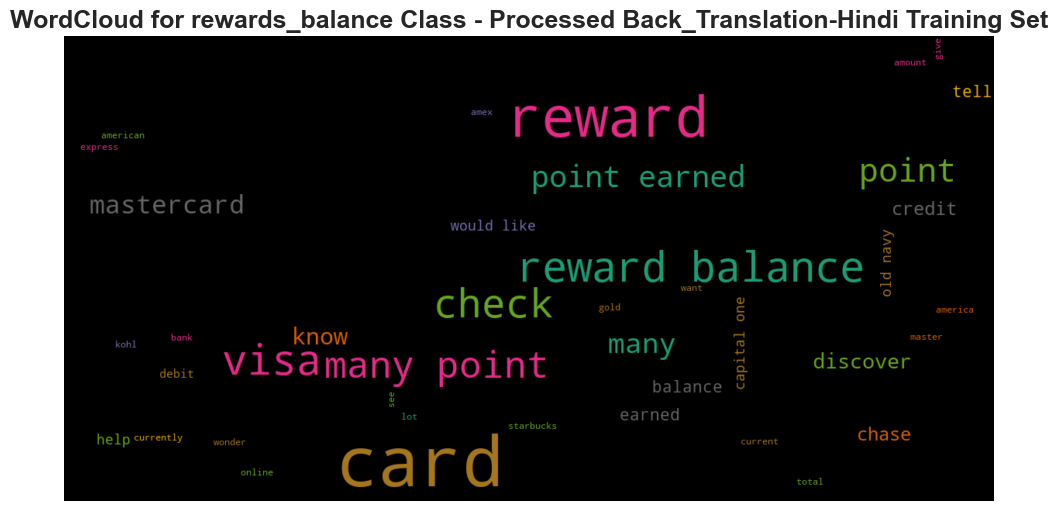 WordCloud for rewards_balance Class - Processed Back_Translation-Hindi Training Set
give
amount
tell
reward
amex
american
express
point earned
point
mastercard
credit
would like
old navy
reward balance
want
check
gold
capital one
america
know
bank
kohl
many
master
visa
many point
discover
debit
balance
see
lot
earned
starbucks
chase
help
currently
wonder
current
card
online
total